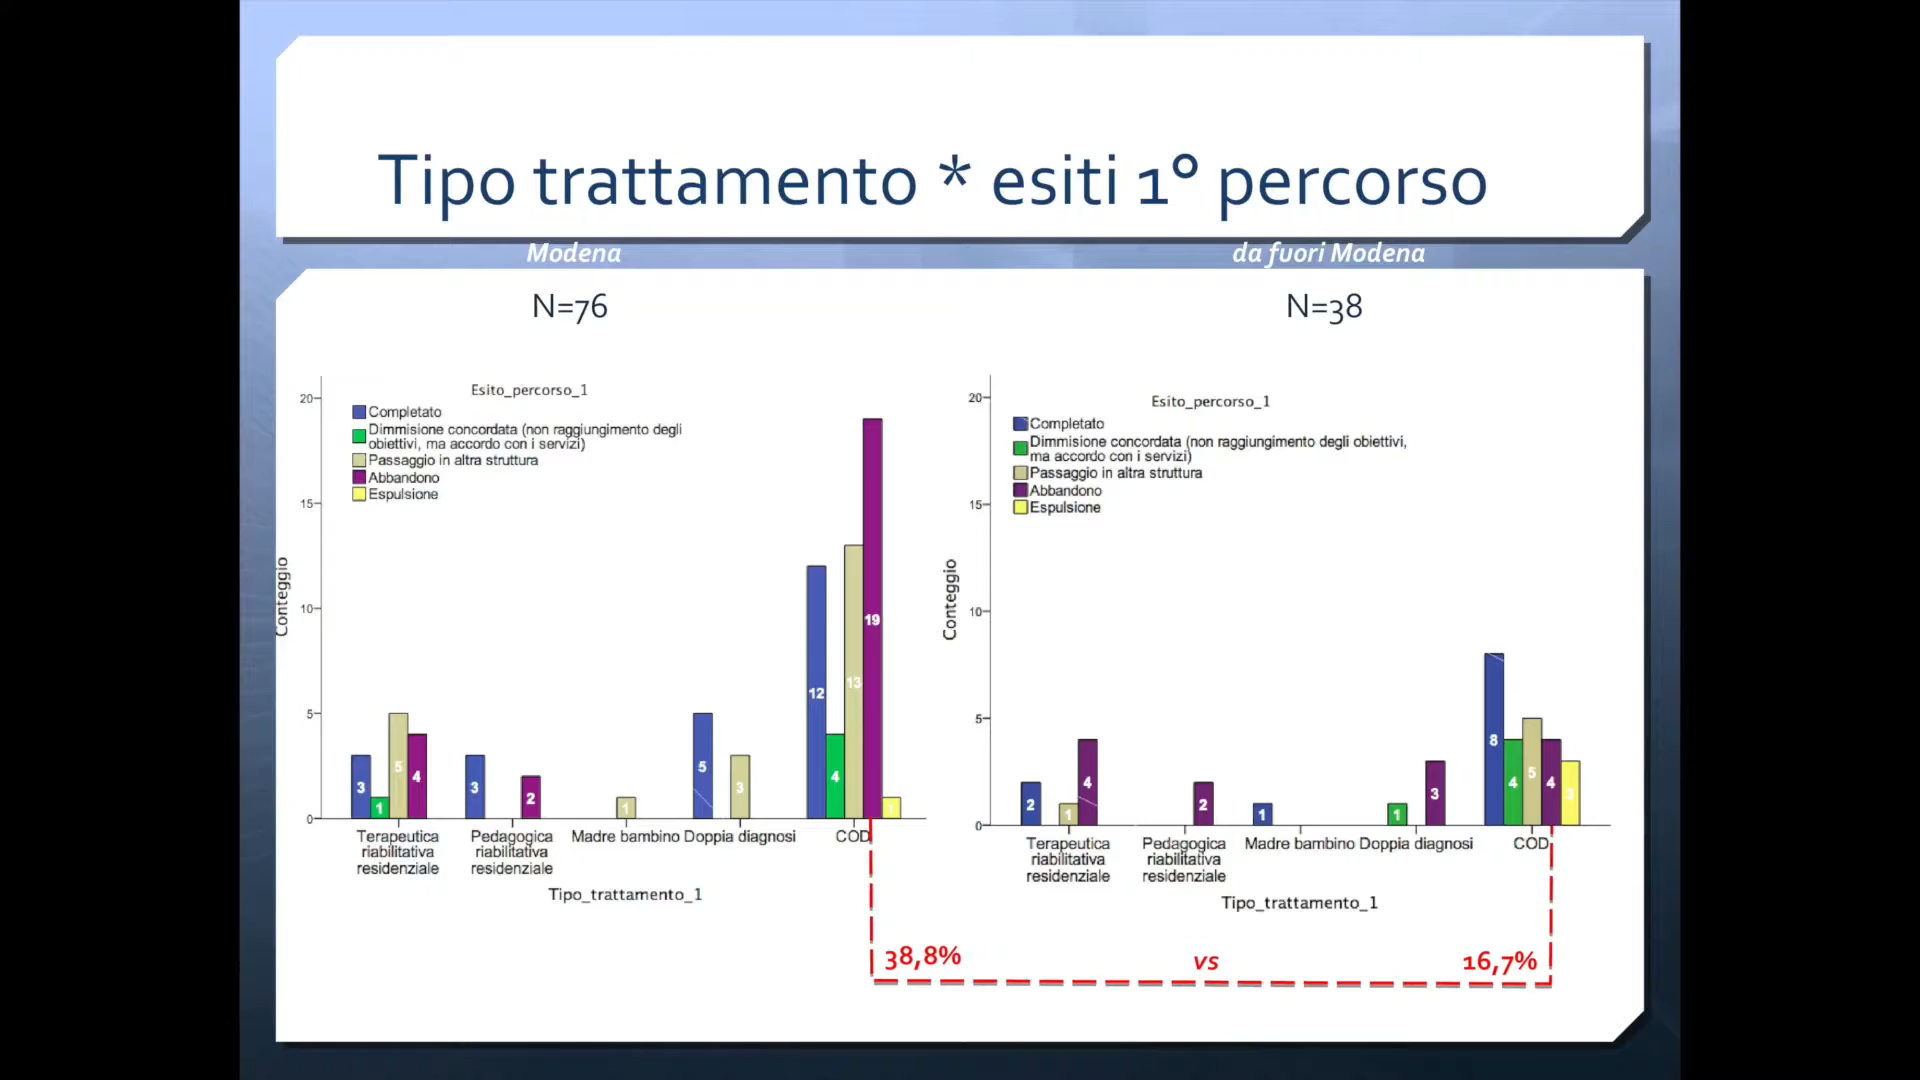 Tipo trattamento * esiti 1° percorso
Modena
da fuori Modena
N=76
N=38
Esito_percorso_1
Completato
Dimmisione concordata (non raggiungimento degli
obiettivi, ma accordo con i servizi)
Passaggio in altra struttura
Abbandono
Espulsione
Conteggio
20
15
10
5
0
3
1
5
4
3
2
1
5
3
12
4
13
19
1
Terapeutica
riabilitativa
residenziale
Pedagogica
riabilitativa
residenziale
Madre bambino
Doppia diagnosi
COD
Tipo_trattamento_1
Esito_percorso_1
Completato
Dimmisione concordata (non raggiungimento degli obiettivi,
ma accordo con i servizi)
Passaggio in altra struttura
Abbandono
Espulsione
Conteggio
20
15
10
5
0
2
1
4
2
1
1
3
8
4
5
4
3
Terapeutica
riabilitativa
residenziale
Pedagogica
riabilitativa
residenziale
Madre bambino
Doppia diagnosi
COD
Tipo_trattamento_1
38,8%
vs
16,7%